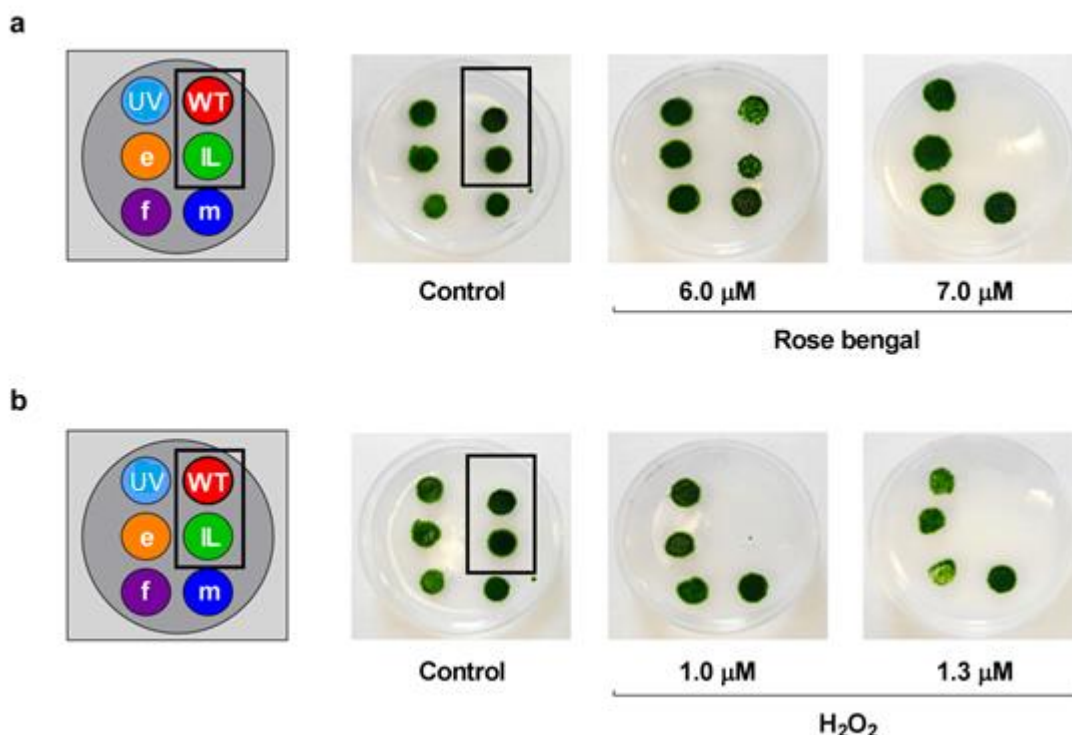 a
UV WT
e IL
f m
Control 6.0 μM 7.0 μM
Rose bengal
b
UV WT
e IL
f m
Control 1.0 μM 1.3 μM
H₂O₂